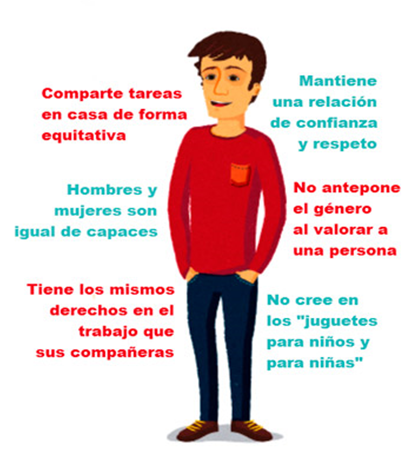 Comparte tareas
en casa de forma
equitativa
Mantiene
una relación
de confianza
y respeto
Hombres y
mujeres son
igual de capaces
No antepone
el género
al valorar a
una persona
Tiene los mismos
derechos en el
trabajo que
sus compañeras
No cree en
los "juguetes
para niños y
para niñas"